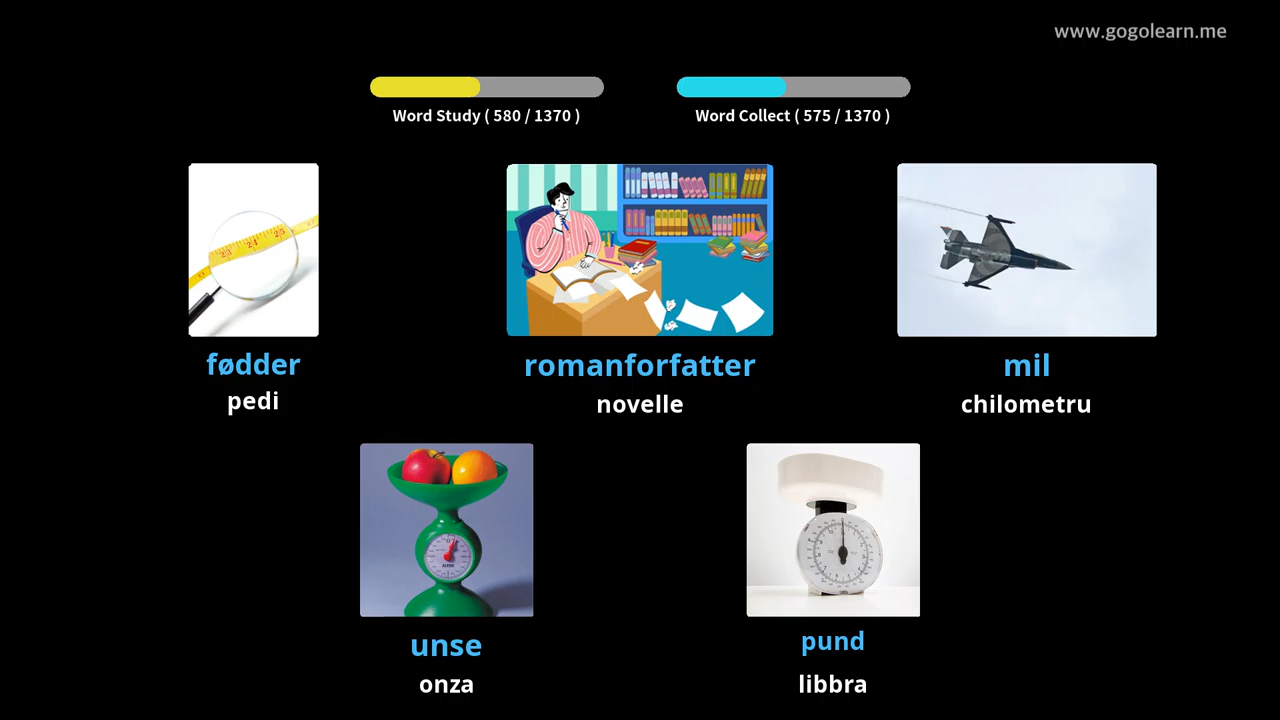 www.gogolearn.me
Word Study ( 580 / 1370 )
Word Collect ( 575 / 1370 )
fødder
pedi
romanforfatter
novelle
mil
chilometru
unse
onza
pund
libbra